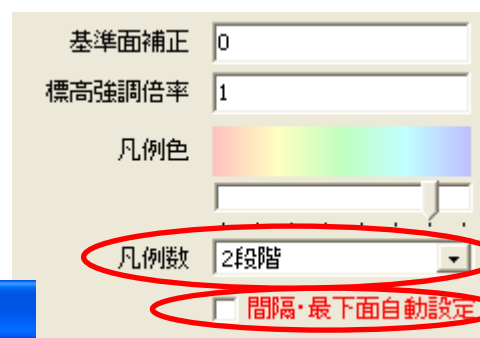 基準面補正 0
標高強調倍率 1
凡例色
凡例数 2段階
間隔・最下面自動設定